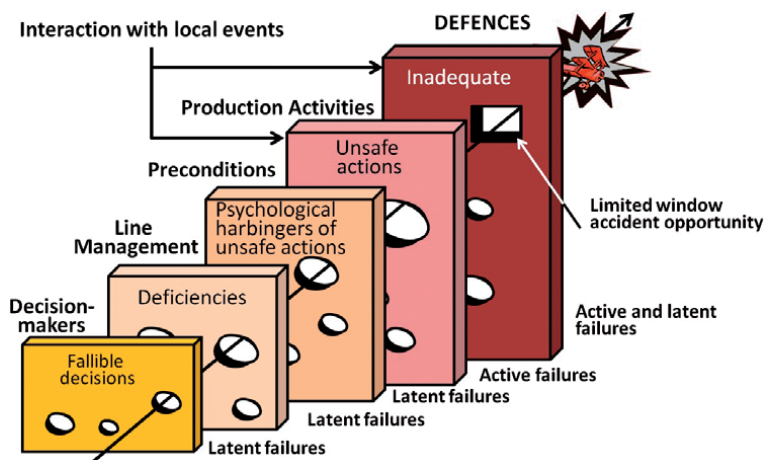 DEFENCES
Interaction with local events
Inadequate
Production Activities
Unsafe
actions
Preconditions
Psychological
harbingers of
unsafe actions
Limited window
accident opportunity
Line
Management
Deficiencies
Decision-
makers
Fallible
decisions
Active and latent
failures
Active failures
Latent failures
Latent failures
Latent failures